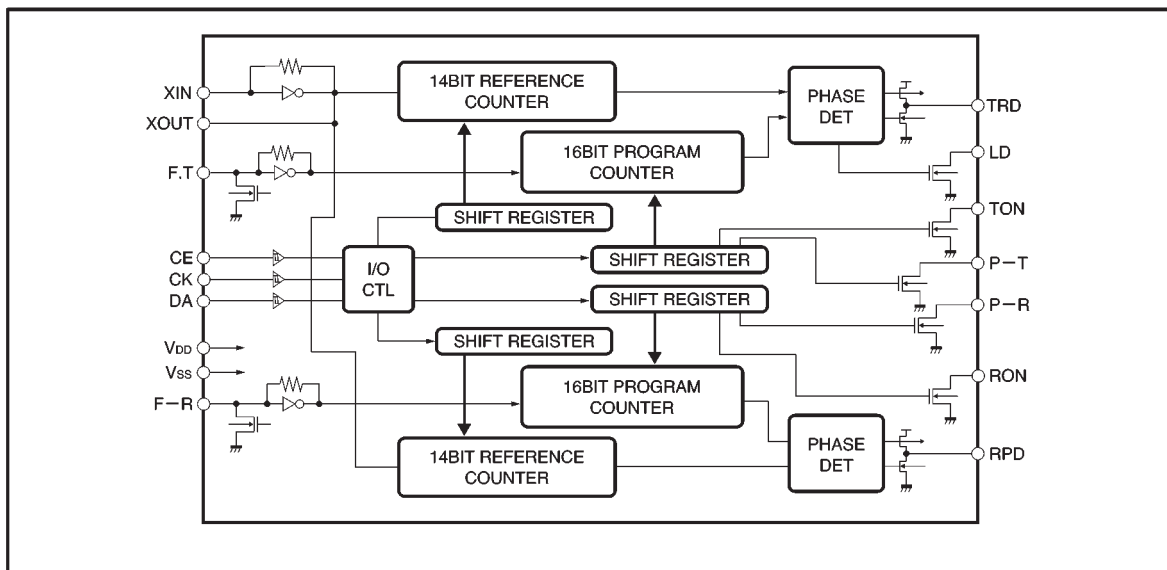 XIN
XOUT
F.T
CE
CK
DA
VDD
VSS
F－R
14BIT REFERENCE
COUNTER
16BIT PROGRAM
COUNTER
SHIFT REGISTER
SHIFT REGISTER
I/O
CTL
SHIFT REGISTER
SHIFT REGISTER
16BIT PROGRAM
COUNTER
14BIT REFERENCE
COUNTER
PHASE
DET
PHASE
DET
TRD
LD
TON
P－T
P－R
RON
RPD